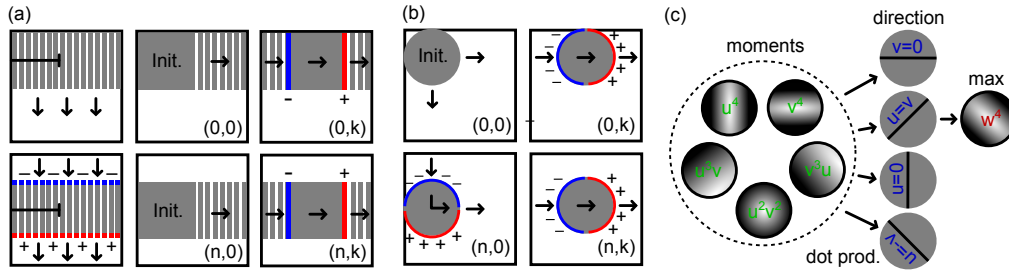 (a)
Init.
(0,0)
- +
(0,k)
- -
+ +
Init.
(n,0)
- +
(n,k)
(b)
Init.
(0,0)
- - - - -
+ + + + +
(0,k)
- - - - -
+ + + + +
(n,0)
- - - - -
+ + + + +
(n,k)
(c)
direction
moments
max
v=0
u⁴
v⁴
u=v
w⁴
u³v
v³u
u=0
u²v²
u=-v
dot prod.